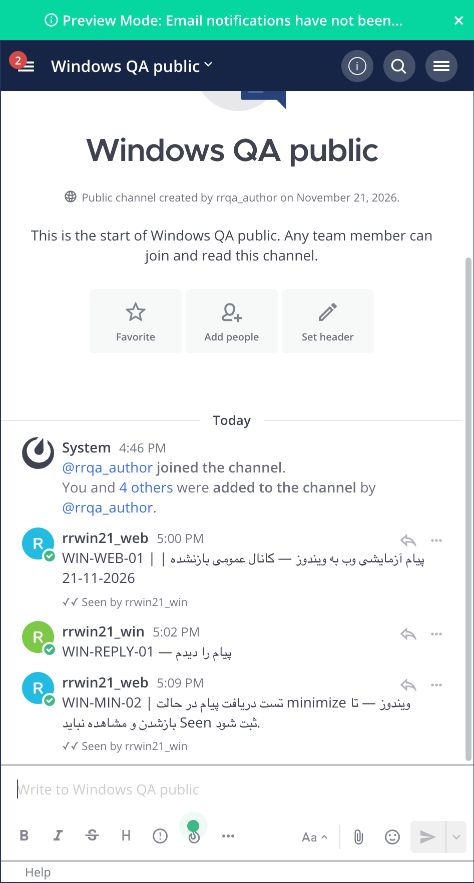 Preview Mode: Email notifications have not been...
2
Windows QA public
Windows QA public
Public channel created by rrqa_author on November 21, 2026.
This is the start of Windows QA public. Any team member can
join and read this channel.
Favorite
Add people
Set header
Today
System 4:46 PM
@rrqa_author joined the channel.
You and 4 others were added to the channel by
@rrqa_author.
R
rrwin21_web 5:00 PM
WIN-WEB-01 | پیام آزمایشی وب به ویندوز — کانال عمومی بازنشده |
21-11-2026
✓✓ Seen by rrwin21_win
R
rrwin21_win 5:02 PM
WIN-REPLY-01 — پیام را دیدم
R
rrwin21_web 5:09 PM
WIN-MIN-02 | تست دریافت پیام در حالت minimize ویندوز — تا
بازشدن و مشاهده نباید Seen ثبت شود.
✓✓ Seen by rrwin21_win
Write to Windows QA public
B I S H
Aa
Help